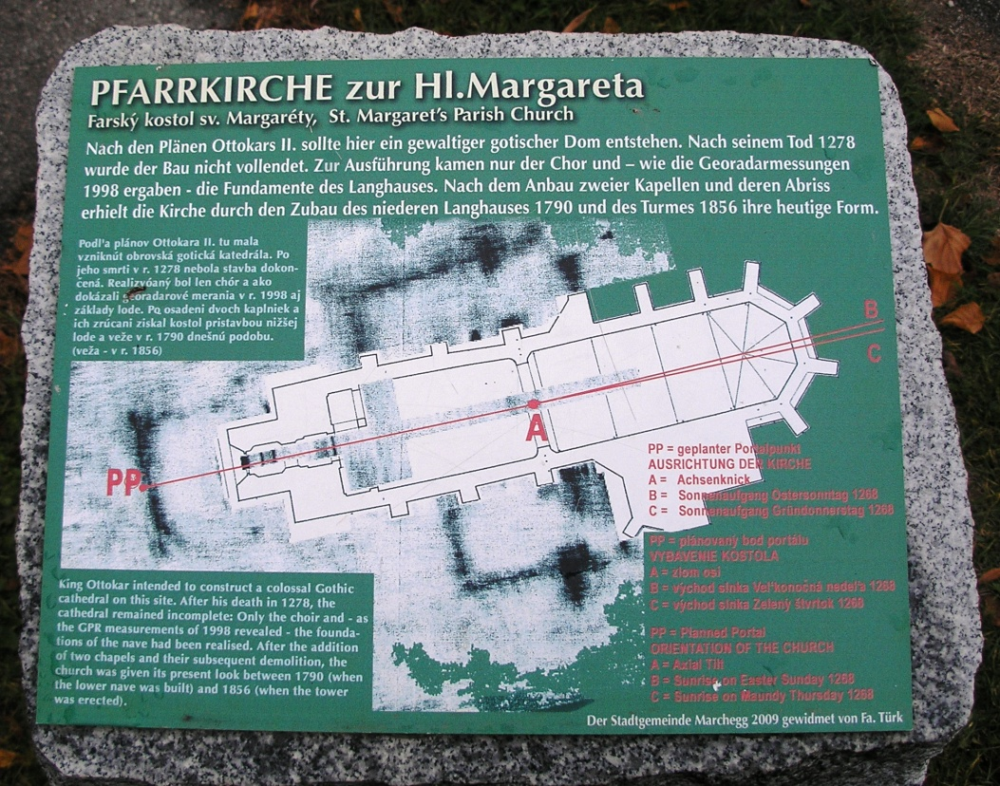 PFARRKIRCHE zur Hl.Margareta
Farský kostol sv. Margaréty, St. Margaret's Parish Church
Nach den Plänen Ottokars II. sollte hier ein gewaltiger gotischer Dom entstehen. Nach seinem Tod 1278
wurde der Bau nicht vollendet. Zur Ausführung kamen nur der Chor und – wie die Georadarmessungen
1998 ergaben - die Fundamente des Langhauses. Nach dem Anbau zweier Kapellen und deren Abriss
erhielt die Kirche durch den Zubau des niederen Langhauses 1790 und des Turmes 1856 ihre heutige Form.
Podľa plánov Ottokara II. tu mala
vzniknúť obrovská gotická katedrála. Po
jeho smrti v r. 1278 nebola stavba dokon-
čená. Realizvóaný bol len chór a ako
dokázali georadarové merania v r. 1998 aj
základy lode. Po osadeni dvoch kaplniek a
ich zrúcaní získal kostol prístavbou nižšej
lode a veže v r. 1790 dnešnú podobu.
(veža - v r. 1856)
B
C
A
PP
PP = geplanter Portalpunkt
AUSRICHTUNG DER KIRCHE
A = Achsenknick
B = Sonnenaufgang Ostersonntag 1268
C = Sonnenaufgang Gründonnerstag 1268
PP = plánovaný bod portálu
VYBAVENIE KOSTOLA
A = zlom osi
B = východ slnka Veľkonočná nedeľa 1268
C = východ slnka Zelený štvrtok 1268
PP = Planned Portal
ORIENTATION OF THE CHURCH
A = Axial Tilt
B = Sunrise on Easter Sunday 1268
C = Sunrise on Maundy Thursday 1268
King Ottokar intended to construct a colossal Gothic
cathedral on this site. After his death in 1278, the
cathedral remained incomplete: Only the choir and - as
the GPR measurements of 1998 revealed - the founda-
tions of the nave had been realised. After the addition
of two chapels and their subsequent demolition, the
church was given its present look between 1790 (when
the lower nave was built) and 1856 (when the tower
was erected).
Der Stadtgemeinde Marchegg 2009 gewidmet von Fa. Türk